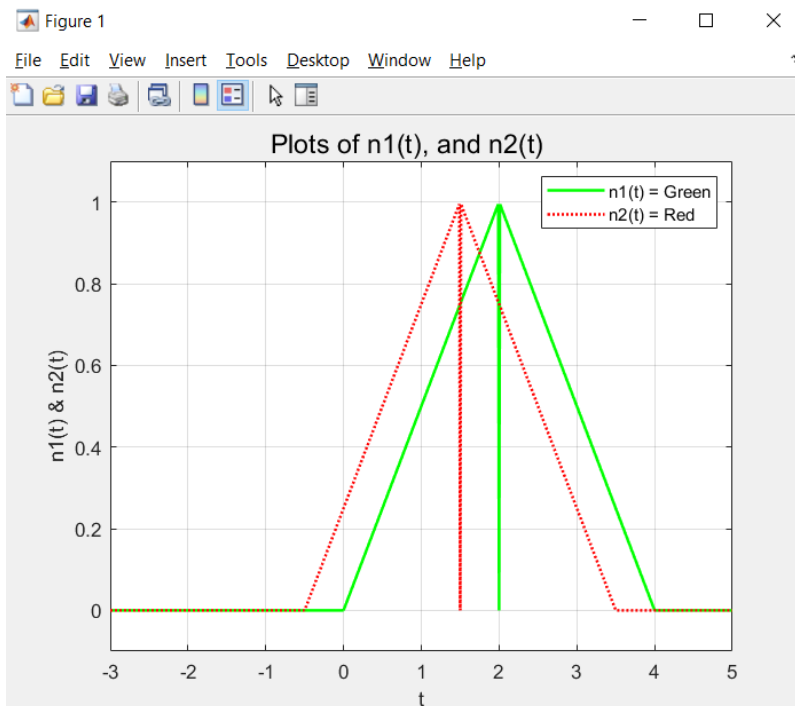 Figure 1
File Edit View Insert Tools Desktop Window Help
Plots of n1(t), and n2(t)
n1(t) = Green
n2(t) = Red
n1(t) & n2(t)
1
0.8
0.6
0.4
0.2
0
-3 -2 -1 0 1 2 3 4 5
t